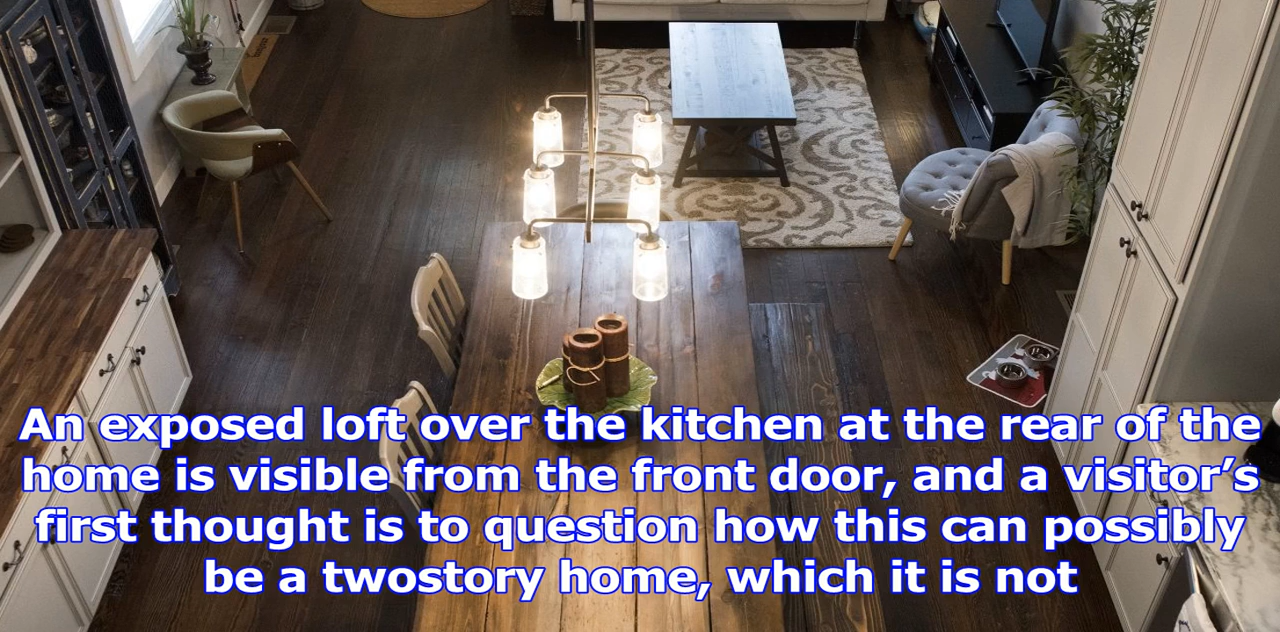 An exposed loft over the kitchen at the rear of the
home is visible from the front door, and a visitor’s
first thought is to question how this can possibly
be a twostory home, which it is not